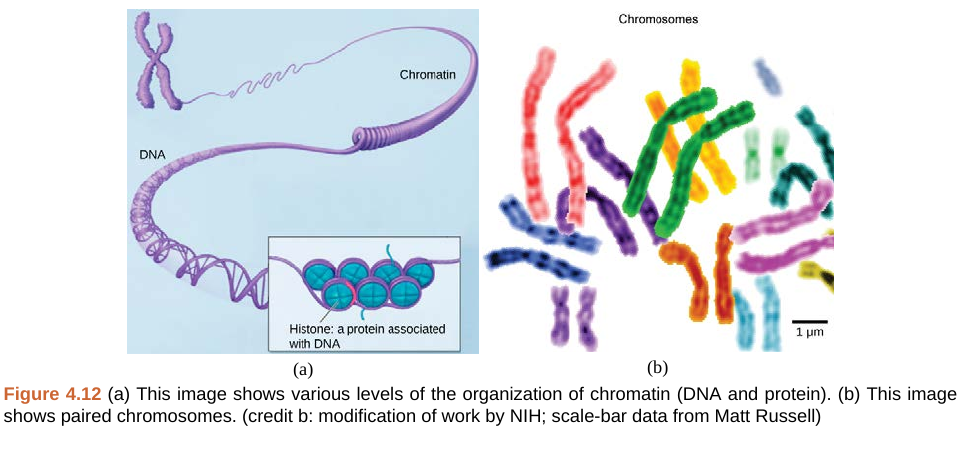 Chromosomes
Chromatin
DNA
Histone: a protein associated
with DNA
1 μm
(a)
(b)
Figure 4.12 (a) This image shows various levels of the organization of chromatin (DNA and protein). (b) This image
shows paired chromosomes. (credit b: modification of work by NIH; scale-bar data from Matt Russell)